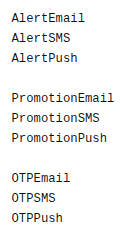 AlertEmail
AlertSMS
AlertPush

PromotionEmail
PromotionSMS
PromotionPush

OTPEmail
OTPSMS
OTPPush